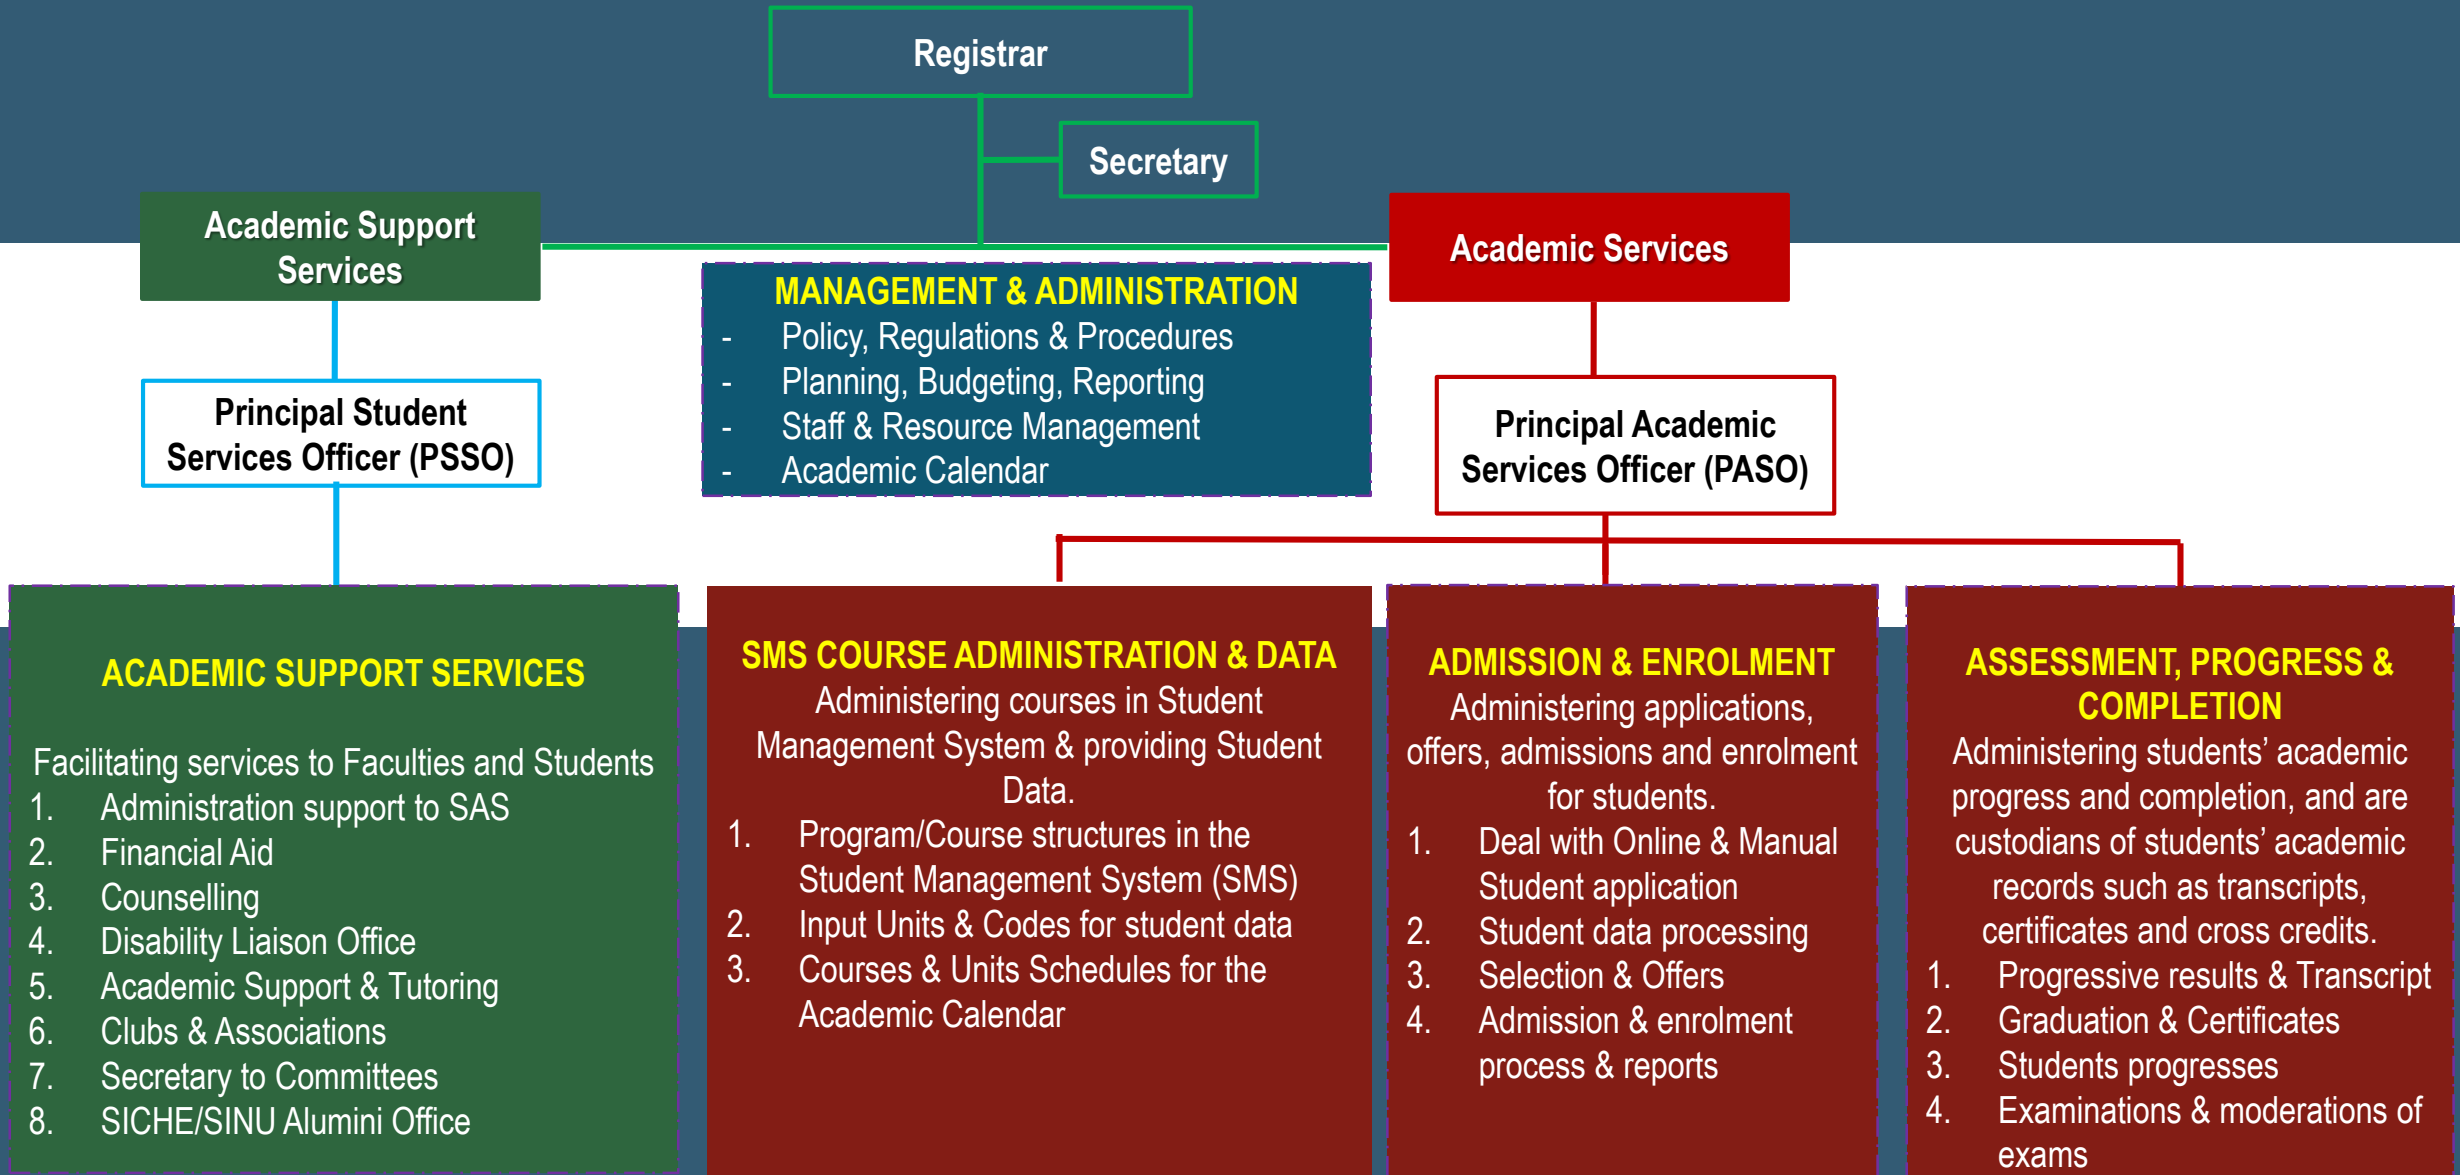 Registrar
Secretary
Academic Support
Services
Academic Services
MANAGEMENT & ADMINISTRATION
- Policy, Regulations & Procedures
- Planning, Budgeting, Reporting
- Staff & Resource Management
- Academic Calendar
Principal Student
Services Officer (PSSO)
Principal Academic
Services Officer (PASO)
ACADEMIC SUPPORT SERVICES
Facilitating services to Faculties and Students
1. Administration support to SAS
2. Financial Aid
3. Counselling
4. Disability Liaison Office
5. Academic Support & Tutoring
6. Clubs & Associations
7. Secretary to Committees
8. SICHE/SINU Alumini Office
SMS COURSE ADMINISTRATION & DATA
Administering courses in Student
Management System & providing Student
Data.
1. Program/Course structures in the
Student Management System (SMS)
2. Input Units & Codes for student data
3. Courses & Units Schedules for the
Academic Calendar
ADMISSION & ENROLMENT
Administering applications,
offers, admissions and enrolment
for students.
1. Deal with Online & Manual
Student application
2. Student data processing
3. Selection & Offers
4. Admission & enrolment
process & reports
ASSESSMENT, PROGRESS &
COMPLETION
Administering students’ academic
progress and completion, and are
custodians of students’ academic
records such as transcripts,
certificates and cross credits.
1. Progressive results & Transcript
2. Graduation & Certificates
3. Students progresses
4. Examinations & moderations of
exams